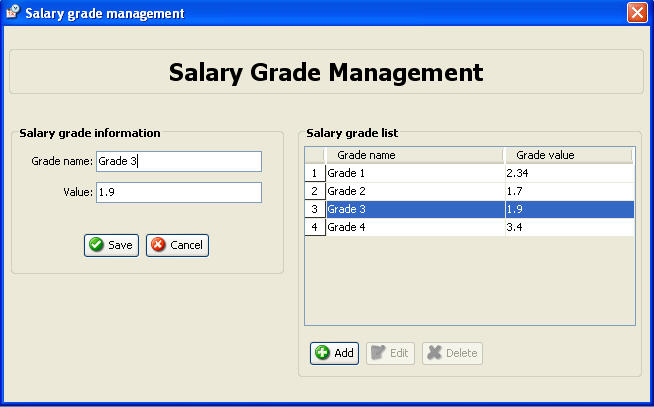 Salary grade management
Salary Grade Management
Salary grade information
Grade name: Grade 3
Value: 1.9
Save Cancel
Salary grade list
Grade name Grade value
1 Grade 1 2.34
2 Grade 2 1.7
3 Grade 3 1.9
4 Grade 4 3.4
Add Edit Delete